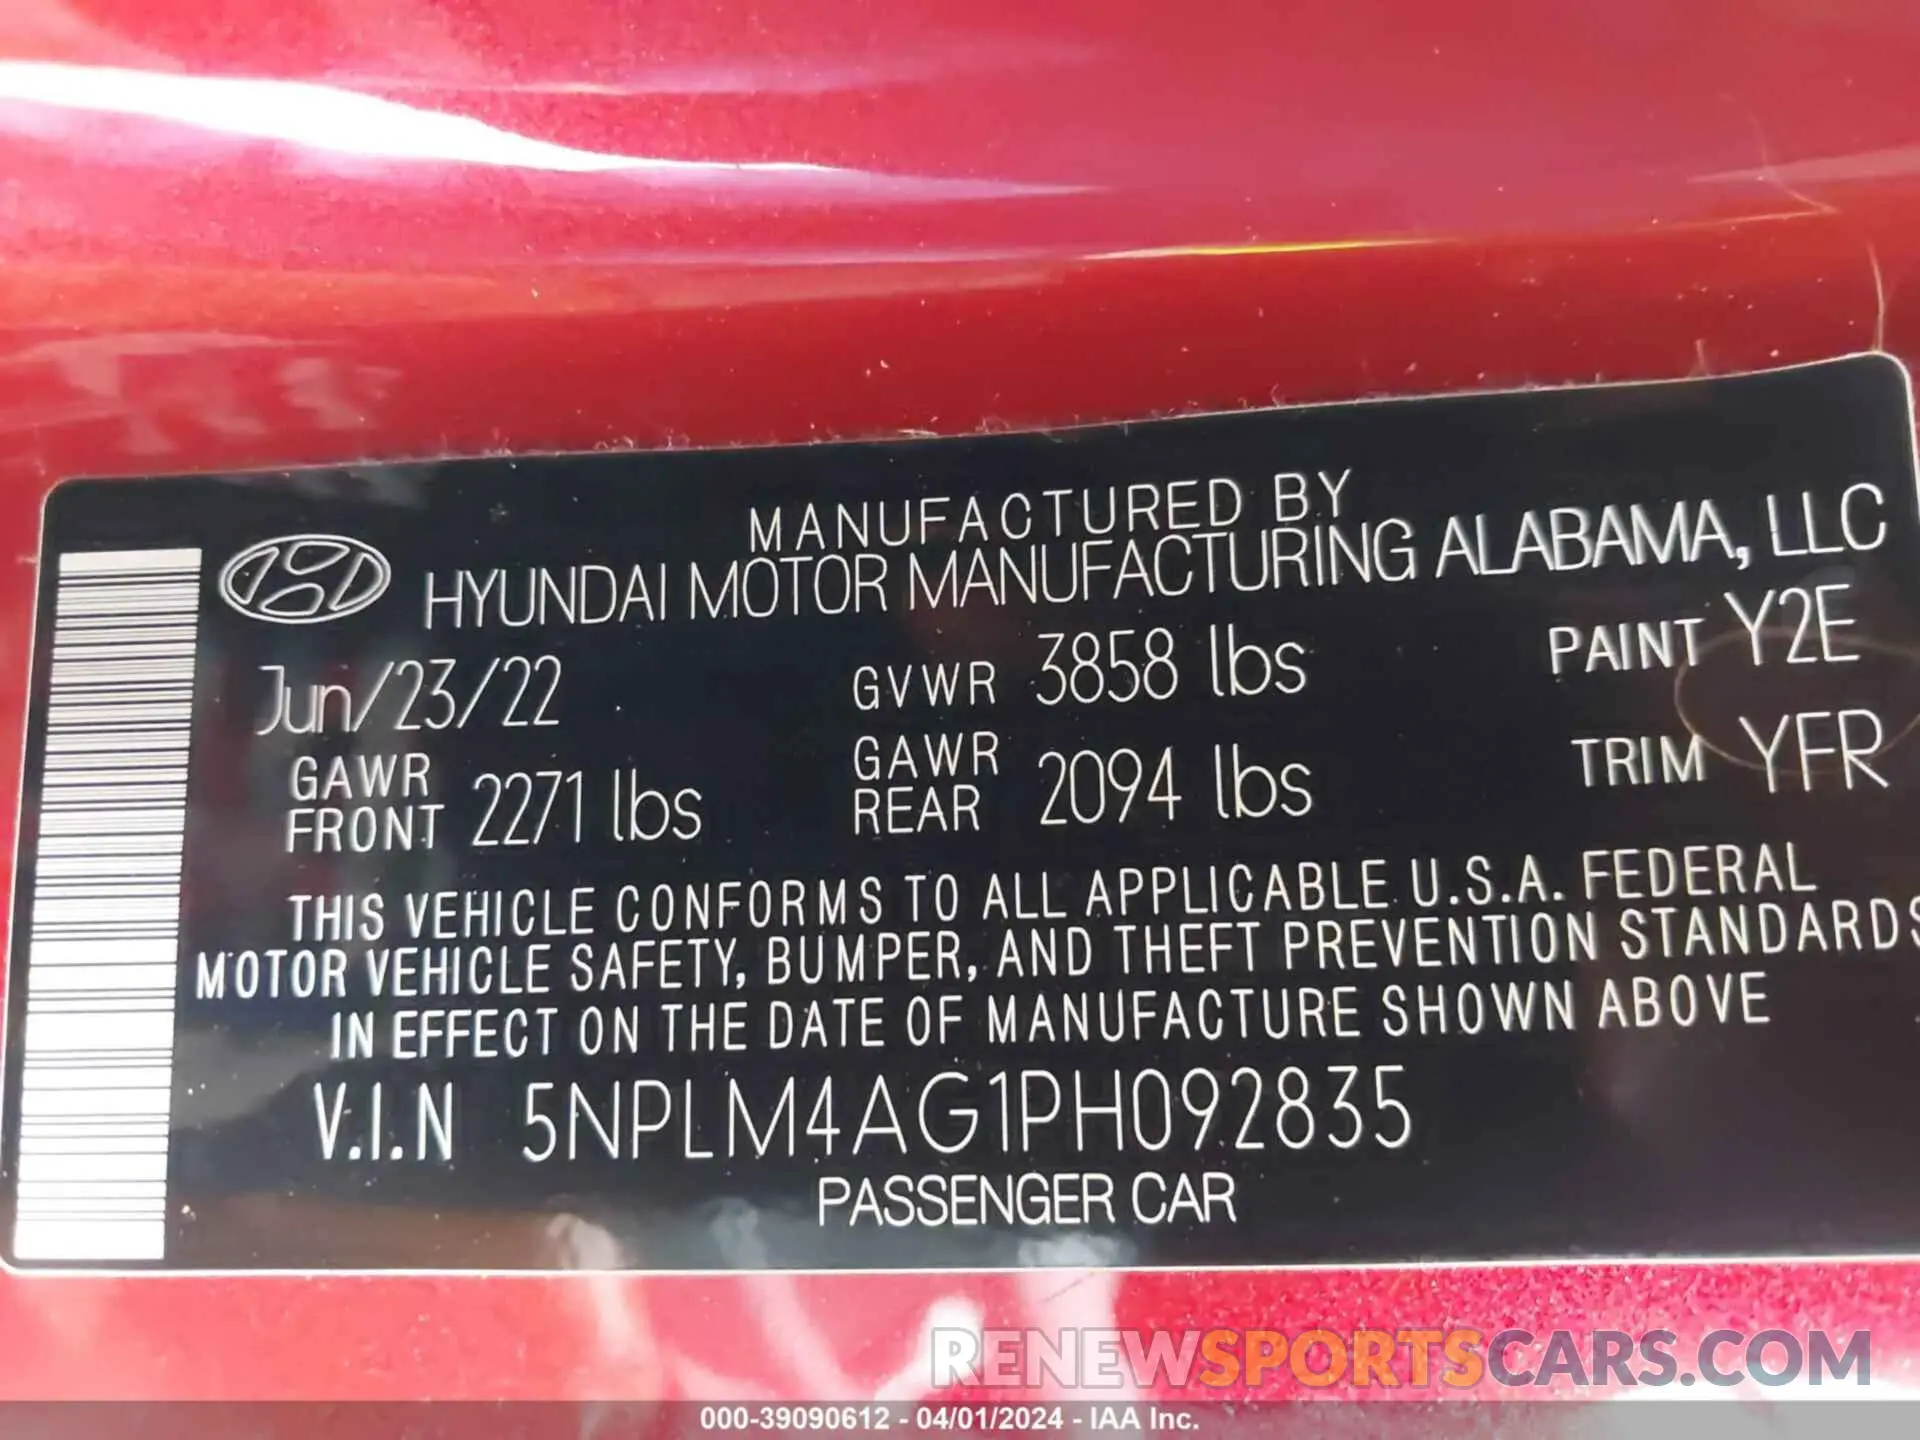 MANUFACTURED BY
HYUNDAI MOTOR MANUFACTURING ALABAMA, LLC
Jun/23/22 GVWR 3858 lbs PAINT Y2E
GAWR FRONT 2271 lbs GAWR REAR 2094 lbs TRIM YFR
THIS VEHICLE CONFORMS TO ALL APPLICABLE U.S.A. FEDERAL
MOTOR VEHICLE SAFETY, BUMPER, AND THEFT PREVENTION STANDARDS
IN EFFECT ON THE DATE OF MANUFACTURE SHOWN ABOVE
V.I.N 5NPLM4AG1PH092835
PASSENGER CAR
RENEWSPORTSCARS.COM
000-39090612 - 04/01/2024 - IAA Inc.